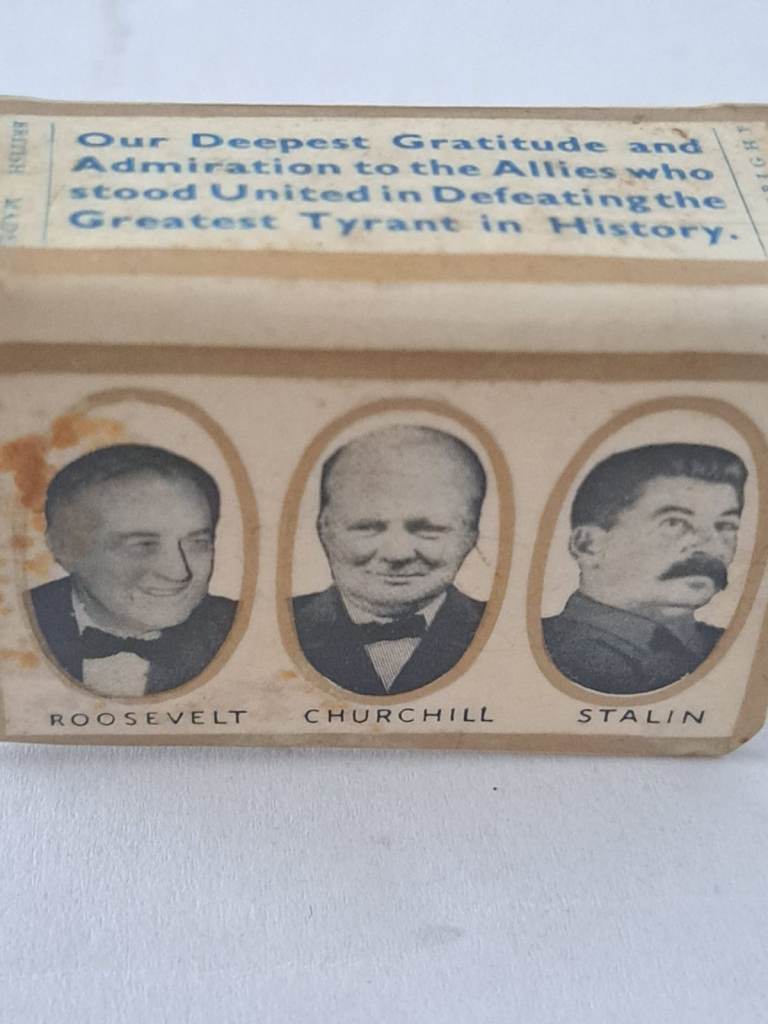 Our Deepest Gratitude and
Admiration to the Allies who
stood United in Defeating the
Greatest Tyrant in History.
BRITISH
ROOSEVELT
CHURCHILL
STALIN